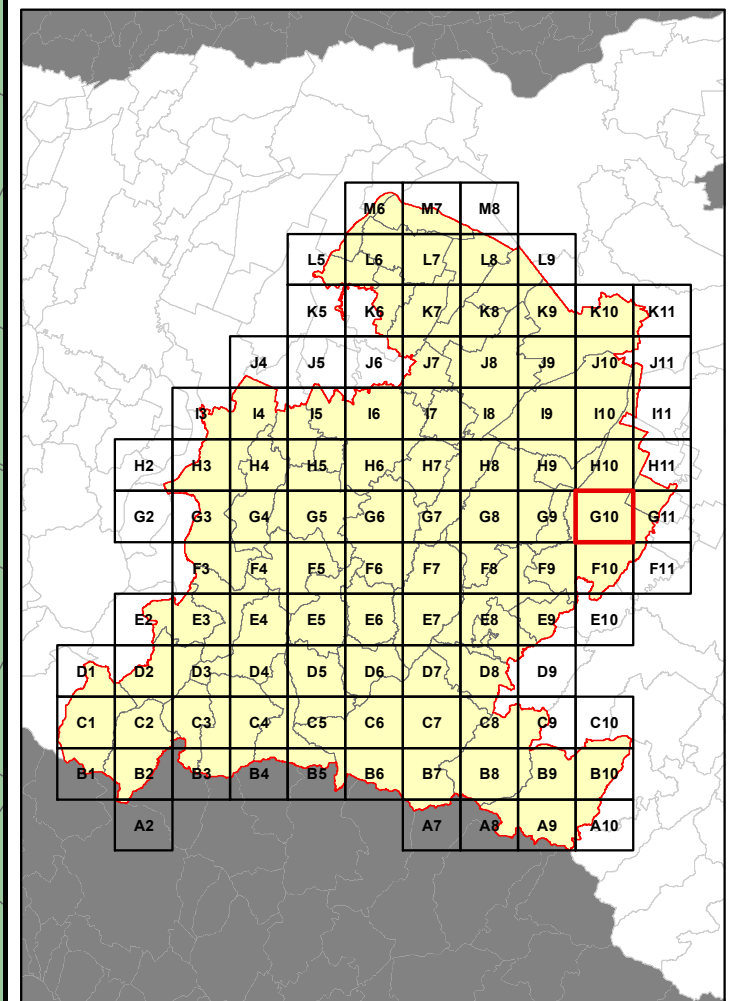 M6 M7 M8
L5 L6 L7 L8 L9
K5 K6 K7 K8 K9 K10 K11
J4 J5 J6 J7 J8 J9 J10 J11
I3 I4 I5 I6 I7 I8 I9 I10 I11
H2 H3 H4 H5 H6 H7 H8 H9 H10 H11
G2 G3 G4 G5 G6 G7 G8 G9 G10 G11
F3 F4 F5 F6 F7 F8 F9 F10 F11
E2 E3 E4 E5 E6 E7 E8 E9 E10
D1 D2 D3 D4 D5 D6 D7 D8 D9
C1 C2 C3 C4 C5 C6 C7 C8 C9 C10
B1 B2 B3 B4 B5 B6 B7 B8 B9 B10
A2 A7 A8 A9 A10